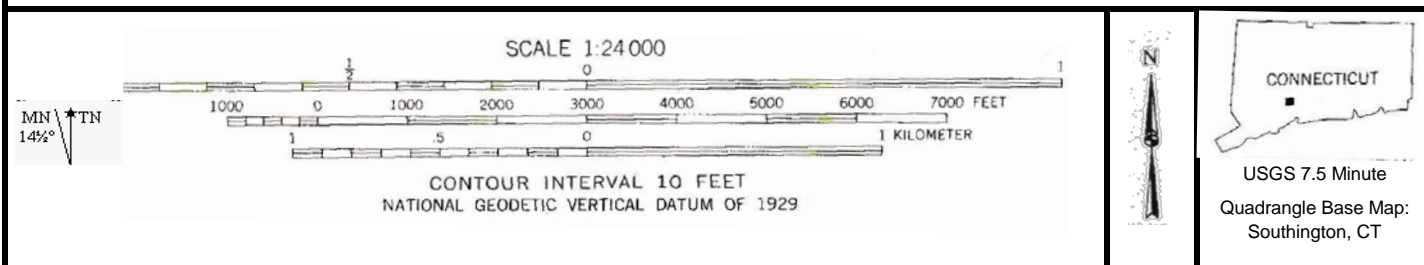 SCALE 1:24 000
1/2 0 1
1000 0 1000 2000 3000 4000 5000 6000 7000 FEET
1 .5 0 1 KILOMETER
CONTOUR INTERVAL 10 FEET
NATIONAL GEODETIC VERTICAL DATUM OF 1929
MN TN
14½°
N
S
CONNECTICUT
USGS 7.5 Minute
Quadrangle Base Map:
Southington, CT